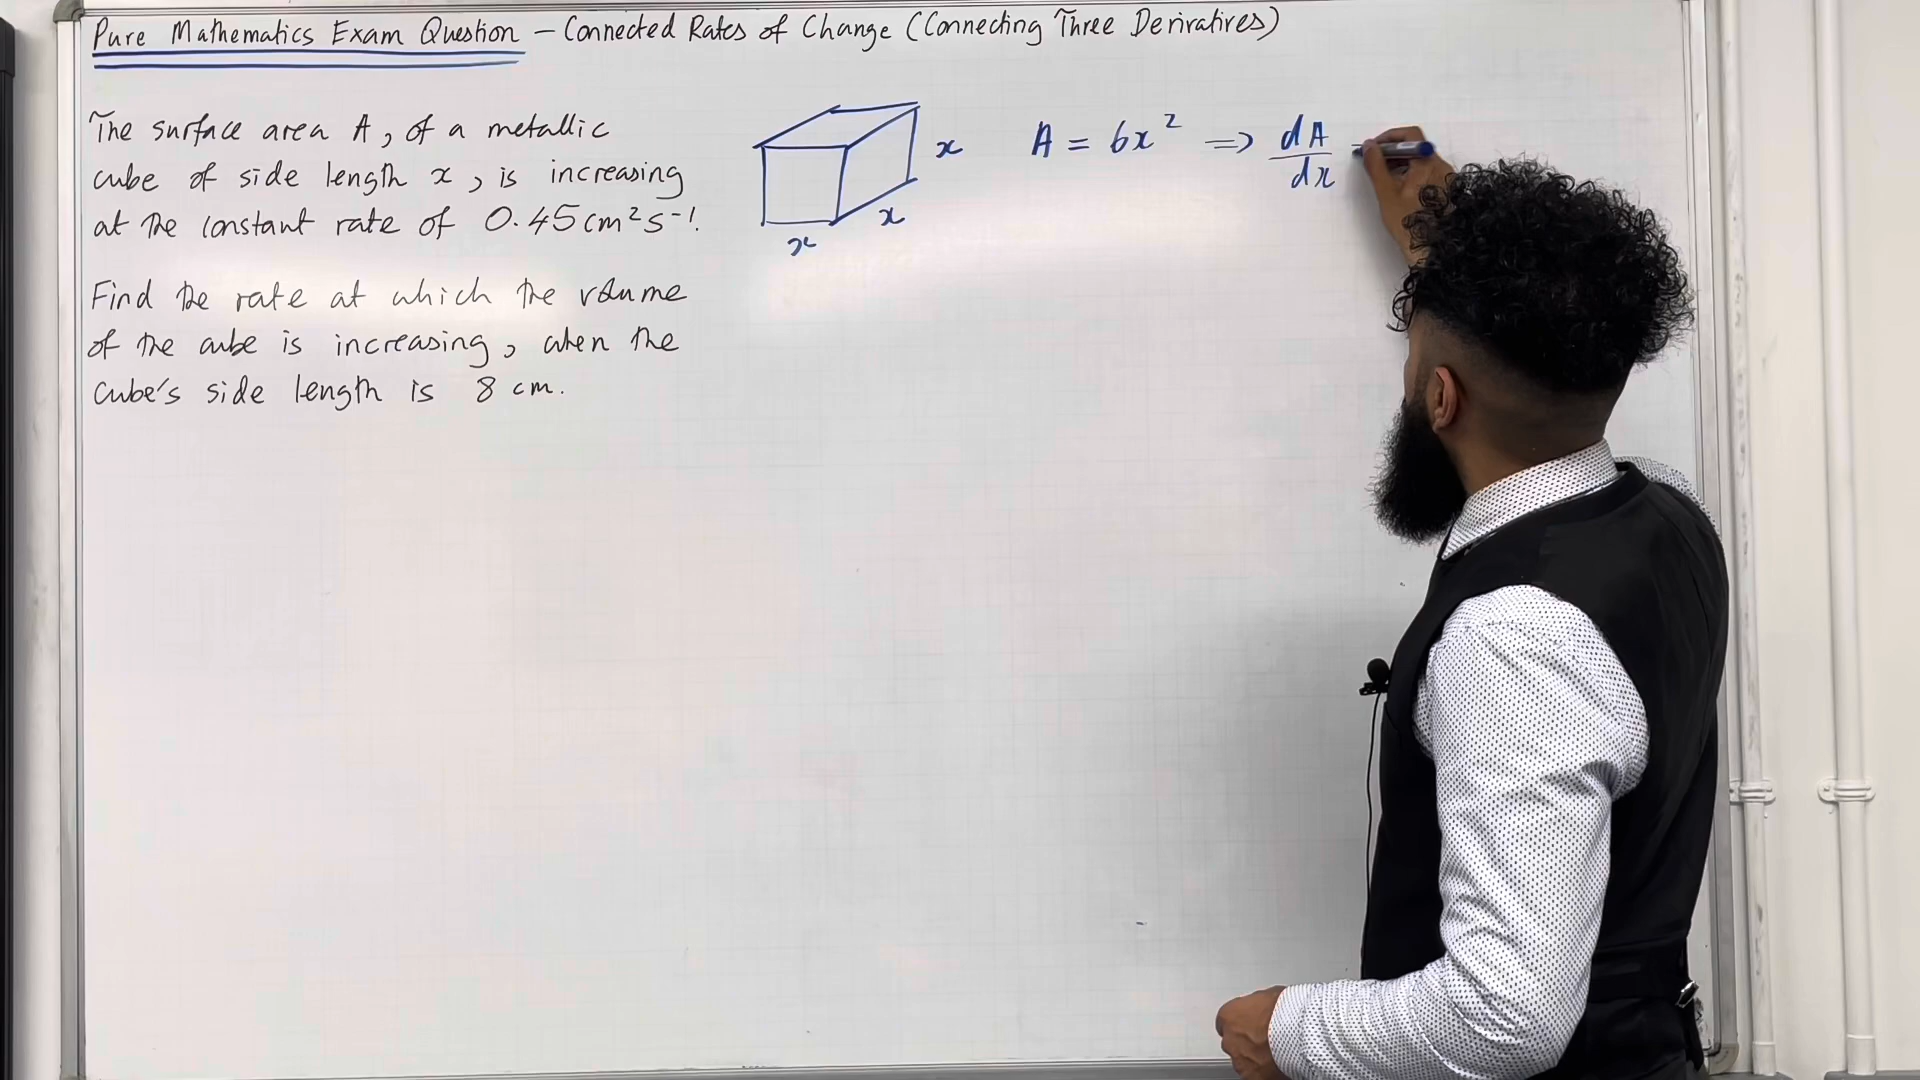 Pure Mathematics Exam Question – Connected Rates of Change (Connecting Three Derivatives)
The surface area A, of a metallic
cube of side length x, is increasing
at the constant rate of 0.45 cm²s⁻¹.
Find the rate at which the volume
of the cube is increasing, when the
cube's side length is 8 cm.
x
x
x
A = 6x² => dA/dx